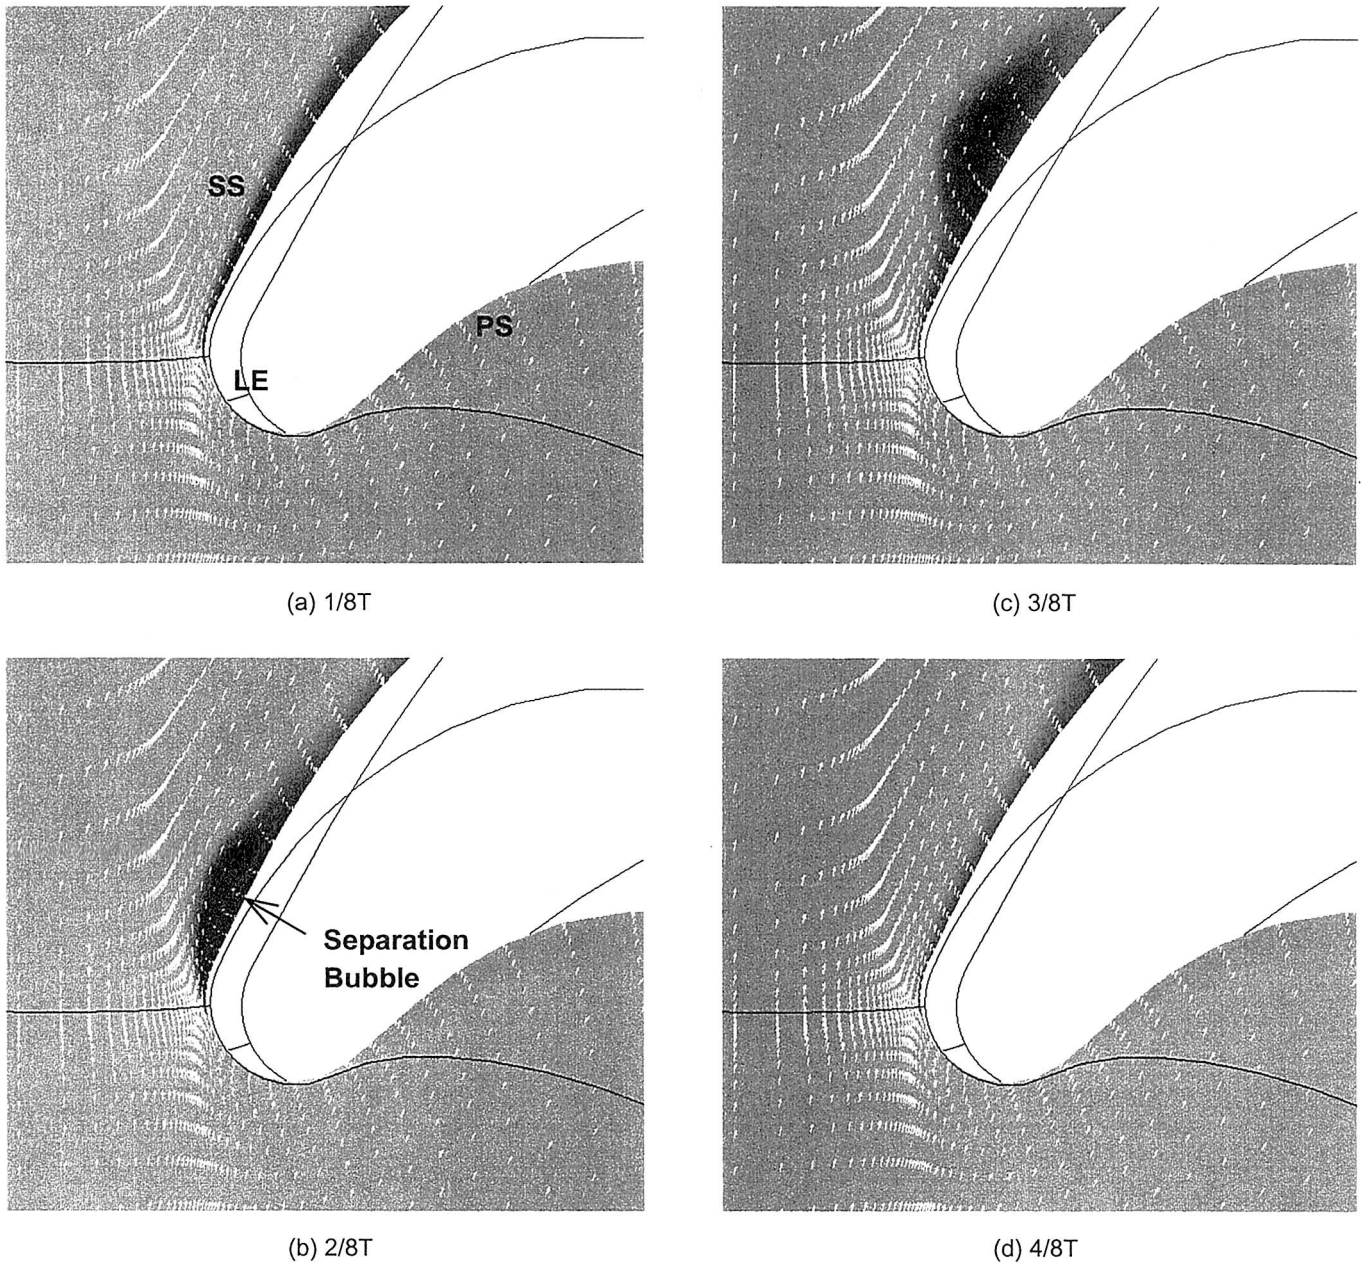 SS
PS
LE
(a) 1/8T
(c) 3/8T
Separation
Bubble
(b) 2/8T
(d) 4/8T